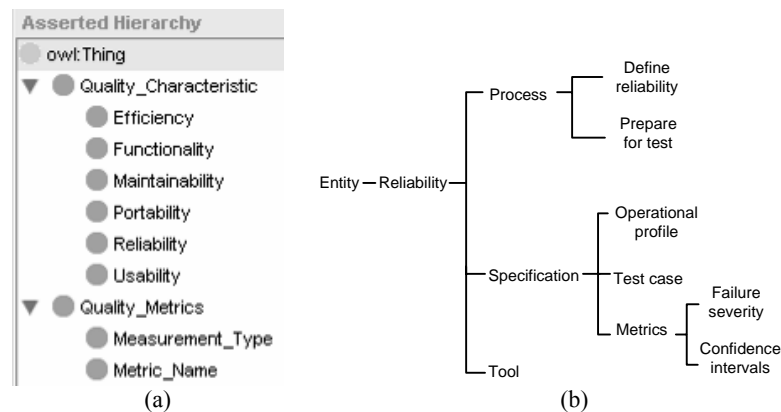 Asserted Hierarchy
owl:Thing
Quality_Characteristic
Efficiency
Functionality
Maintainability
Portability
Reliability
Usability
Quality_Metrics
Measurement_Type
Metric_Name
(a)
Entity
Reliability
Process
Define
reliability
Prepare
for test
Specification
Operational
profile
Test case
Metrics
Failure
severity
Confidence
intervals
Tool
(b)